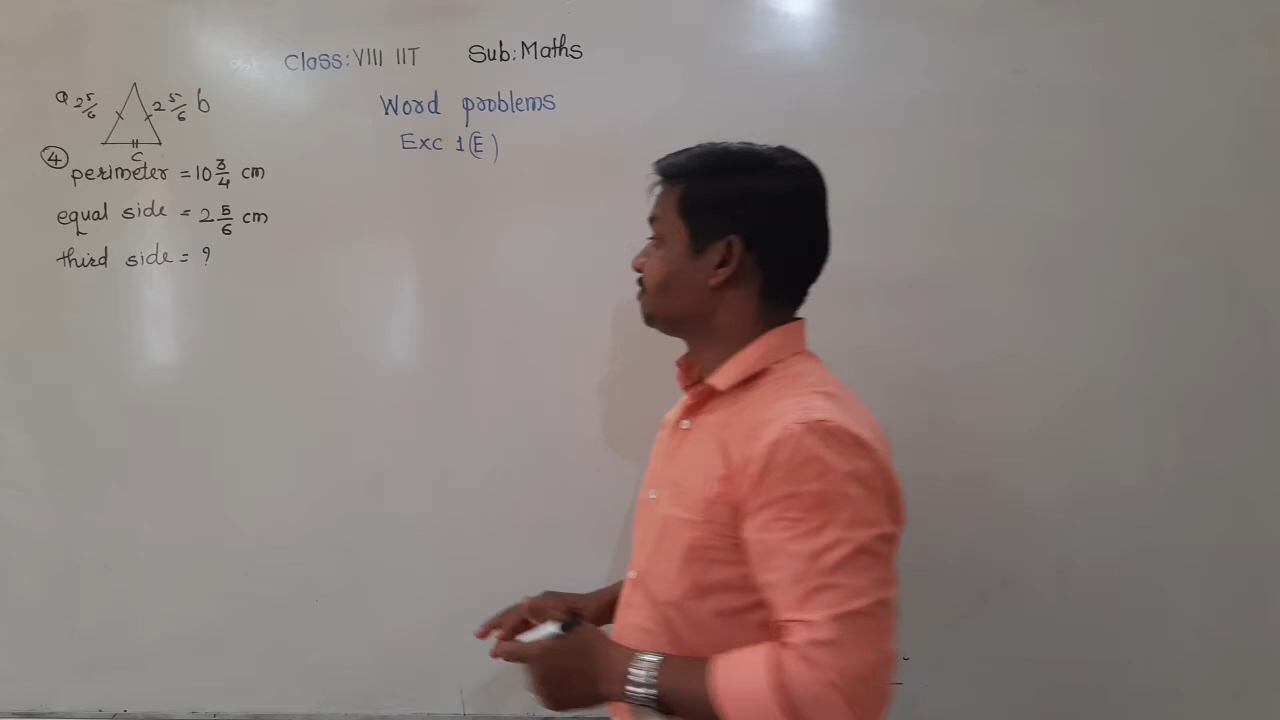 Class: VIII IIT Sub: Maths
Word problems
Exc 1(E)
a 2 5/6 2 5/6 b
c
4 perimeter = 10 3/4 cm
equal side = 2 5/6 cm
third side = ?